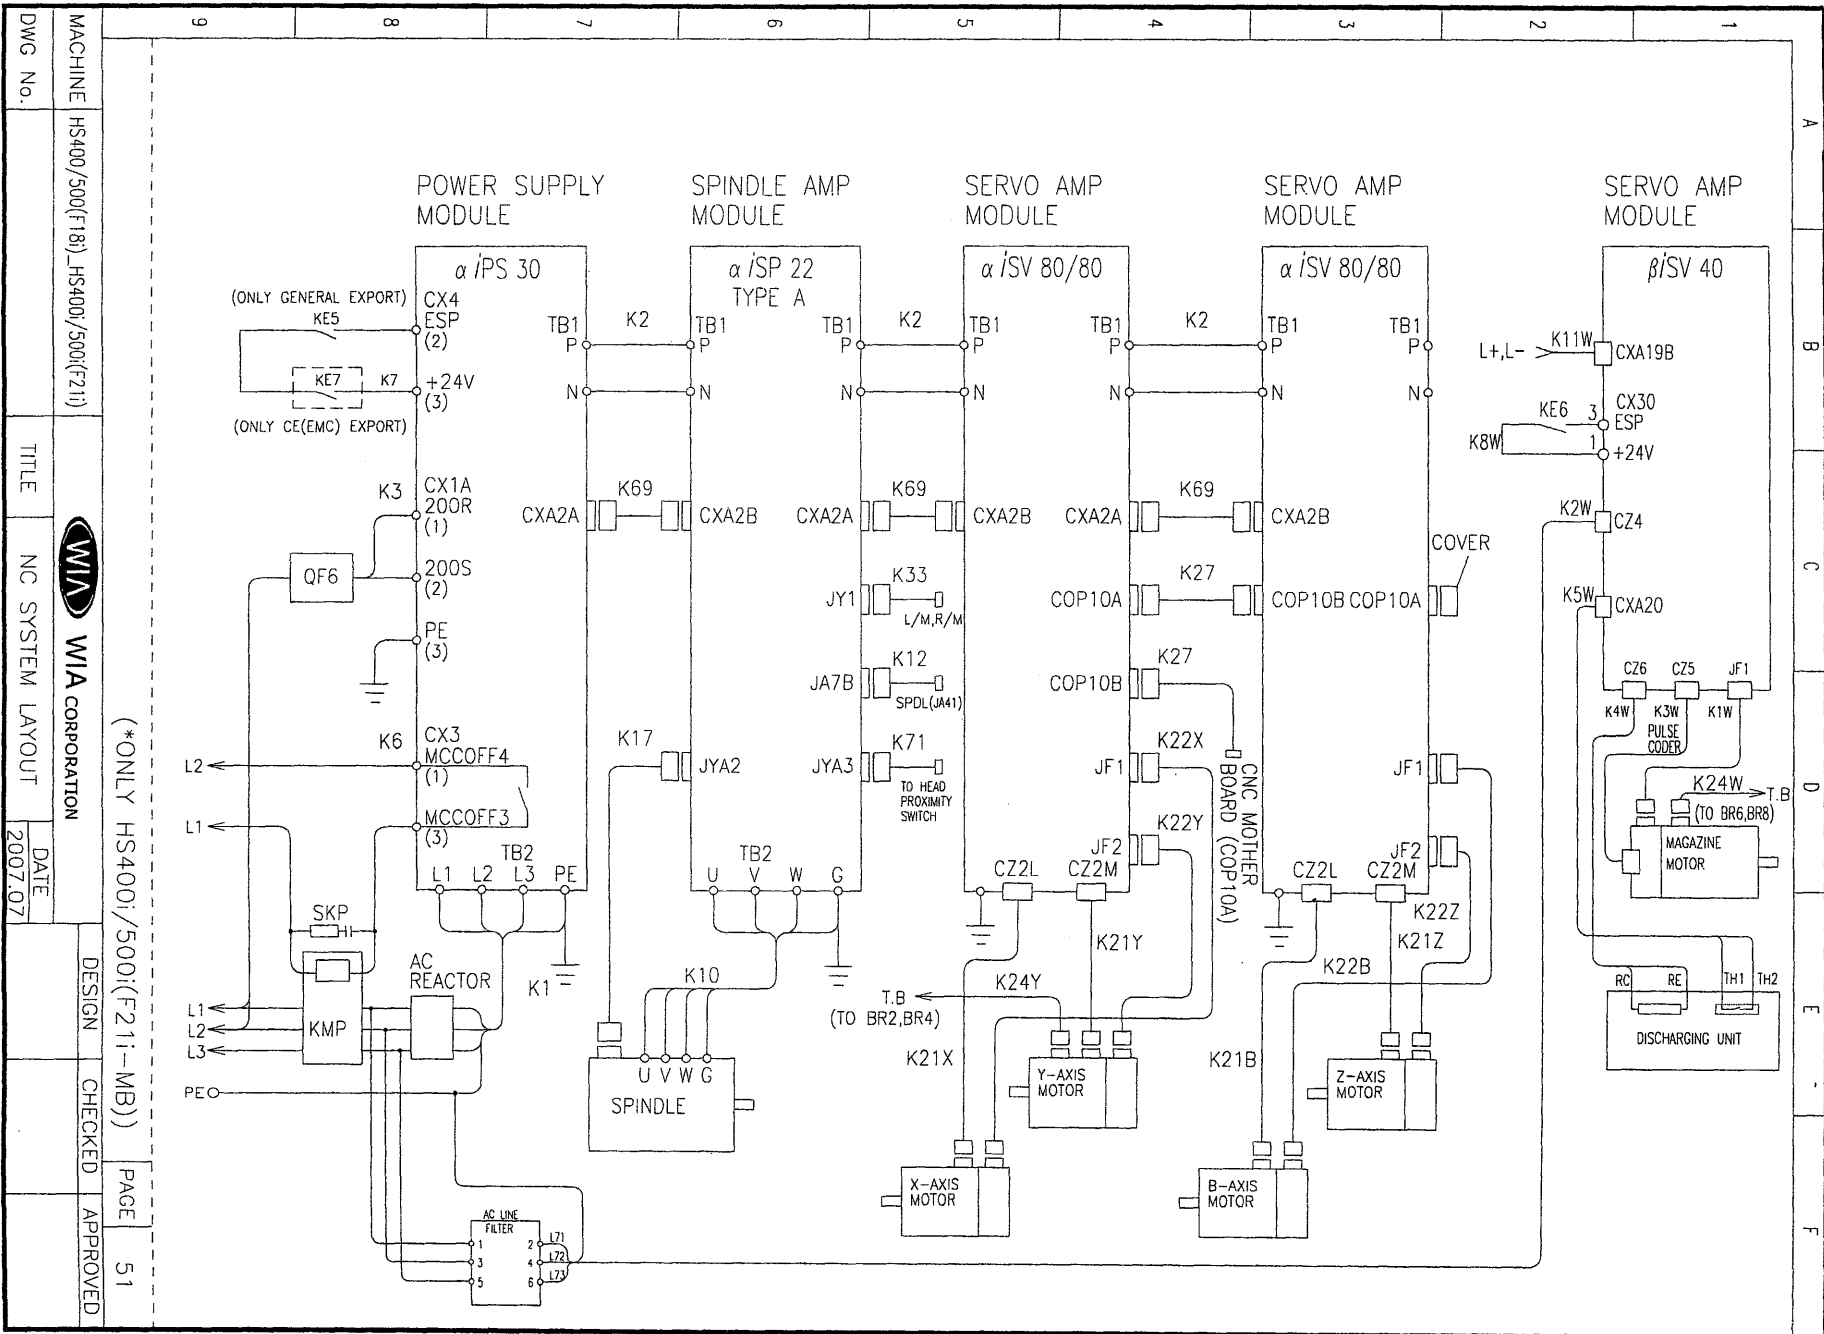 9
8
7
6
5
4
3
2
1
A
B
C
D
E
F
POWER SUPPLY
MODULE
SPINDLE AMP
MODULE
SERVO AMP
MODULE
SERVO AMP
MODULE
SERVO AMP
MODULE
α iPS 30
(ONLY GENERAL EXPORT)
KE5
CX4
ESP
(2)
KE7
K7
+24V
(3)
(ONLY CE(EMC) EXPORT)
K3
CX1A
200R
(1)
QF6
200S
(2)
PE
(3)
K6
CX3
MCCOFF4
(1)
L2
L1
MCCOFF3
(3)
TB2
L1
L2
L3
PE
TB1
P
N
CXA2A
K2
K69
SKP
KMP
AC
REACTOR
K1
L1
L2
L3
PE
AC LINE
FILTER
1
3
5
2
4
6
L71
L72
L73
α iSP 22
TYPE A
TB1
P
N
TB1
P
N
CXA2B
CXA2A
K2
K69
JY1
K33
L/M,R/M
JA7B
K12
SPDL(JA41)
K17
JYA2
JYA3
K71
TO HEAD
PROXIMITY
SWITCH
TB2
U
V
W
G
K10
U V W G
SPINDLE
α iSV 80/80
TB1
P
N
TB1
P
N
CXA2B
CXA2A
K2
K69
COP10A
K27
COP10B
K27
CNC MOTHER
BOARD (COP10A)
JF1
K22X
JF2
K22Y
CZ2L
CZ2M
K21Y
K24Y
T.B
(TO BR2,BR4)
K21X
Y-AXIS
MOTOR
X-AXIS
MOTOR
α iSV 80/80
TB1
P
N
TB1
P
N
CXA2B
COP10B
COP10A
COVER
JF1
JF2
CZ2L
CZ2M
K22Z
K21Z
K22B
K21B
Z-AXIS
MOTOR
B-AXIS
MOTOR
βiSV 40
L+,L-
K11W
CXA19B
KE6
3
CX30
ESP
K8W
1
+24V
K2W
CZ4
K5W
CXA20
CZ6
CZ5
JF1
K4W
K3W
K1W
PULSE
CODER
K24W
T.B
(TO BR6,BR8)
MAGAZINE
MOTOR
RC
RE
TH1
TH2
DISCHARGING UNIT
(*ONLY HS400i/500i(F21i-MB))
PAGE
51
MACHINE
HS400/500(F18i)_HS400i/500i(F21i)
WIA
WIA CORPORATION
DESIGN
CHECKED
APPROVED
DWG No.
TITLE
NC SYSTEM LAYOUT
DATE
2007.07